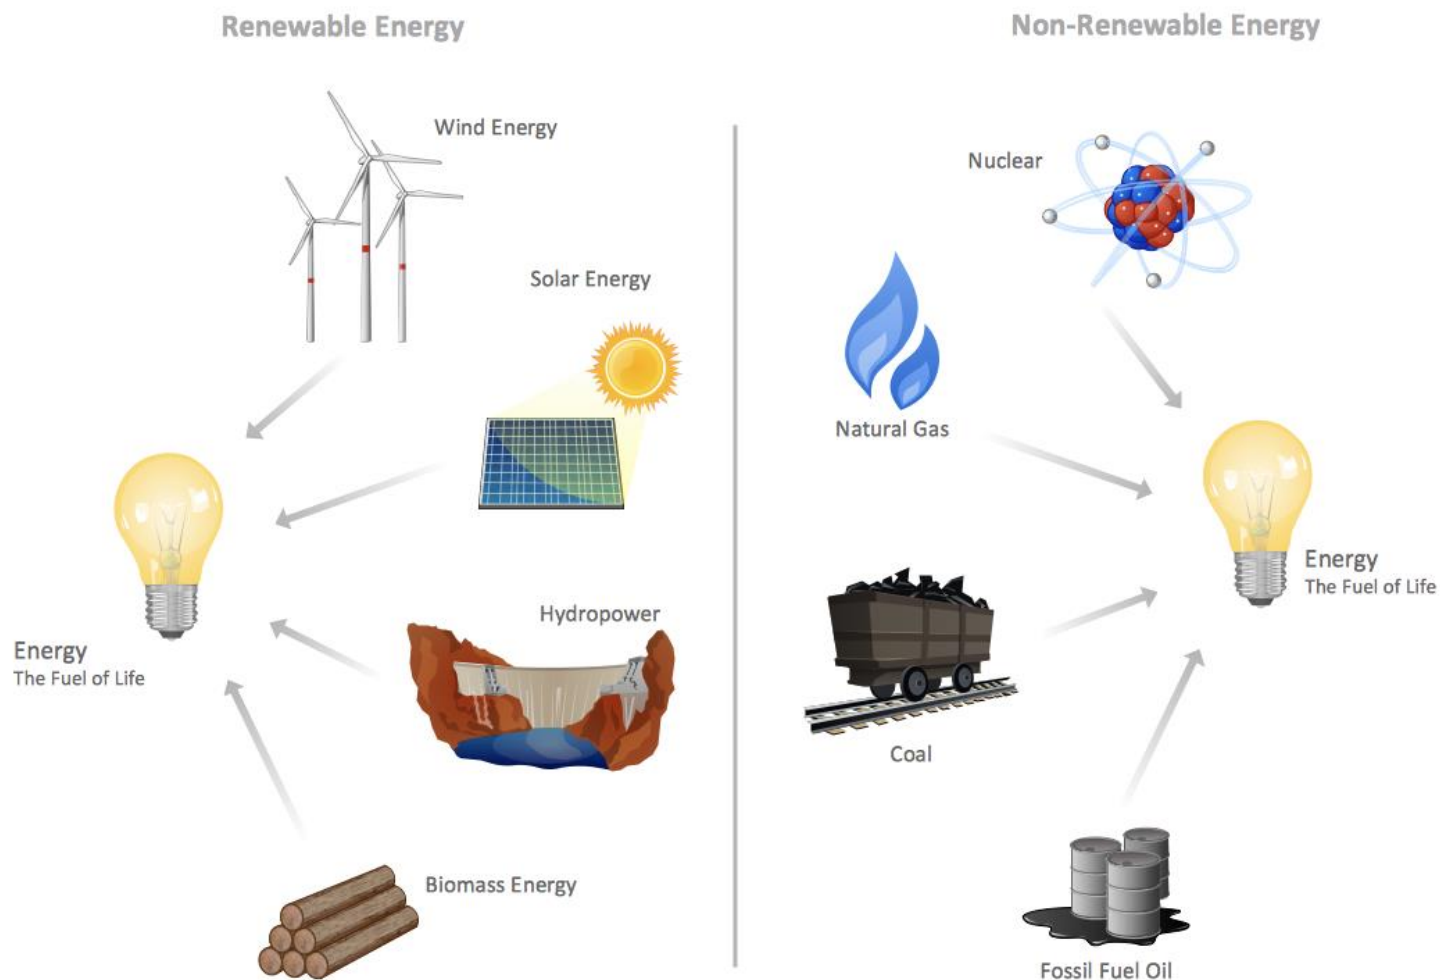 Renewable Energy
Wind Energy
Solar Energy
Hydropower
Energy
The Fuel of Life
Biomass Energy
Non-Renewable Energy
Nuclear
Natural Gas
Energy
The Fuel of Life
Coal
Fossil Fuel Oil